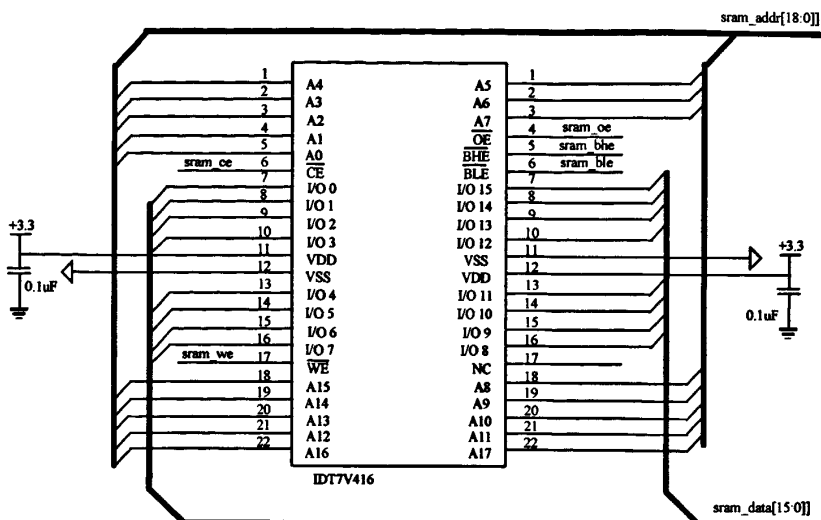 sram_addr[18:0]]
1 A4 A5 1
2 A3 A6 2
3 A2 A7 3
4 A1 OE 4 sram_oe
5 A0 BHE 5 sram_bhe
sram_ce 6 CE BLE 6 sram_ble
7 I/O 0 I/O 15 7
8 I/O 1 I/O 14 8
9 I/O 2 I/O 13 9
10 I/O 3 I/O 12 10
+3.3 11 VDD VSS 11 +3.3
12 VSS VDD 12
0.1uF 13 I/O 4 I/O 11 13 0.1uF
14 I/O 5 I/O 10 14
15 I/O 6 I/O 9 15
16 I/O 7 I/O 8 16
sram_we 17 WE NC 17
18 A15 A8 18
19 A14 A9 19
20 A13 A10 20
21 A12 A11 21
22 A16 A17 22
IDT7V416
sram_data[15:0]]